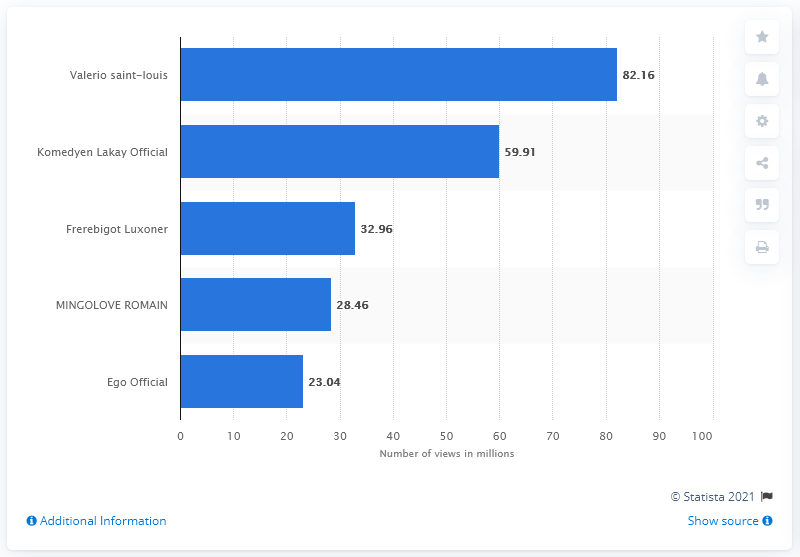 Valerio saint-louis
82.16
Komedyen Lakay Official
59.91
Frerebigot Luxoner
32.96
MINGOLOVE ROMAIN
28.46
Ego Official
23.04
0 10 20 30 40 50 60 70 80 90 100
Number of views in millions
© Statista 2021
Additional Information
Show source